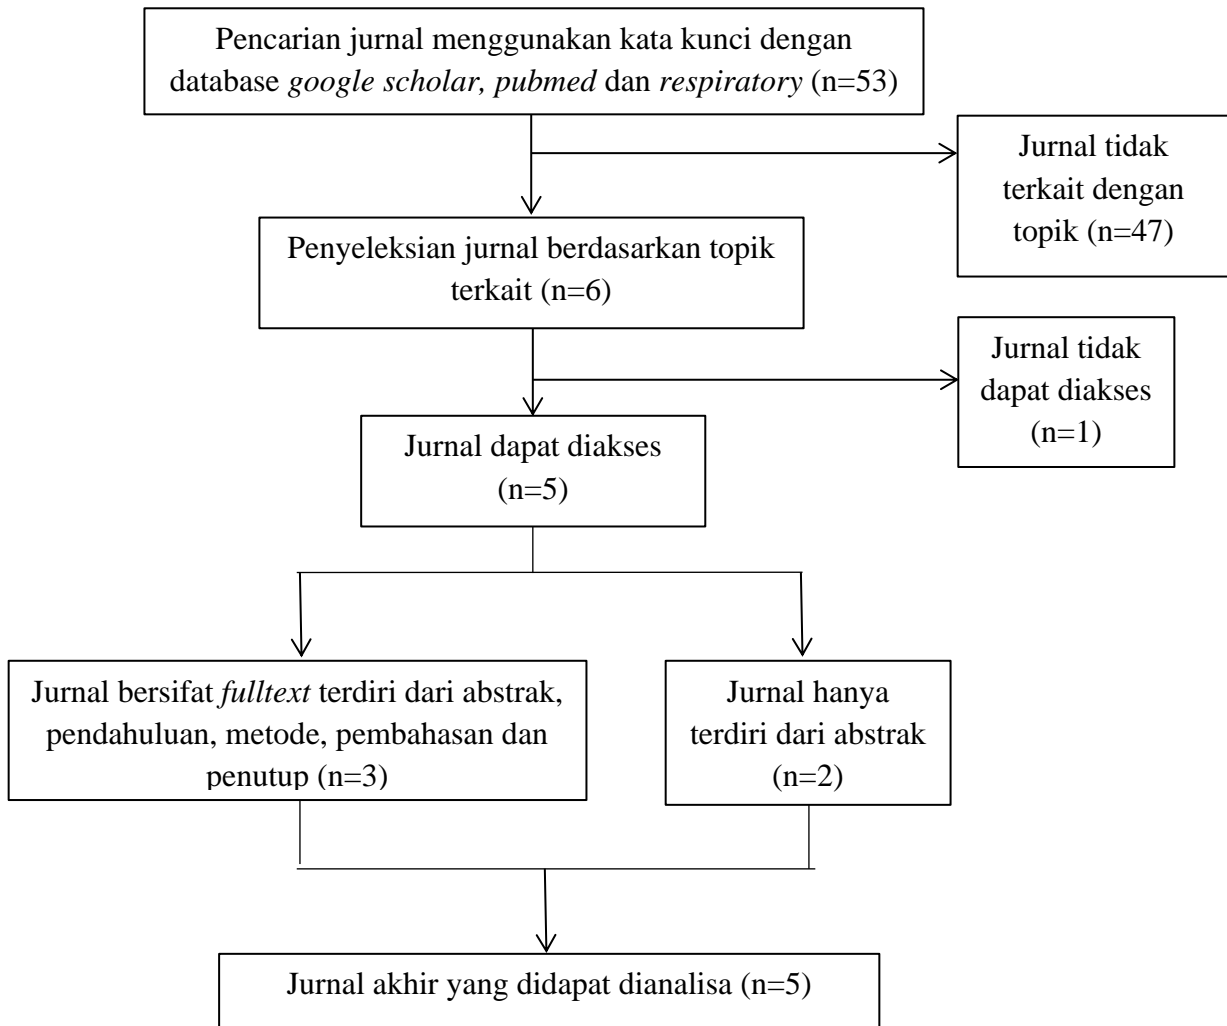 Pencarian jurnal menggunakan kata kunci dengan
database google scholar, pubmed dan respiratory (n=53)
Jurnal tidak
terkait dengan
topik (n=47)
Penyeleksian jurnal berdasarkan topik
terkait (n=6)
Jurnal tidak
dapat diakses
(n=1)
Jurnal dapat diakses
(n=5)
Jurnal bersifat fulltext terdiri dari abstrak,
pendahuluan, metode, pembahasan dan
penutup (n=3)
Jurnal hanya
terdiri dari abstrak
(n=2)
Jurnal akhir yang didapat dianalisa (n=5)